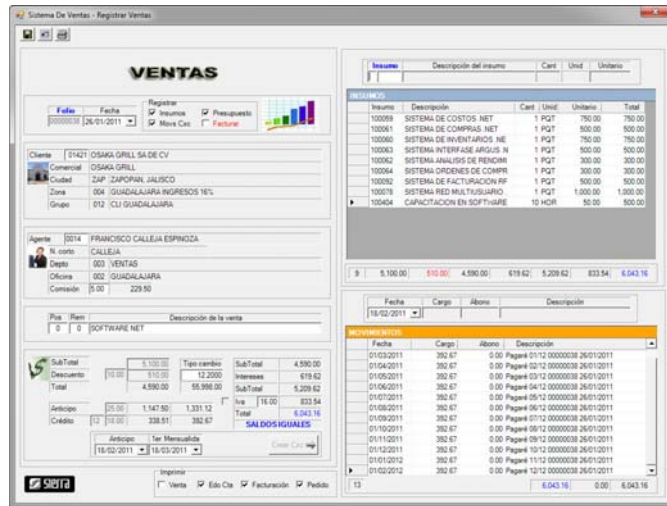 Sistema De Ventas - Registrar Ventas
VENTAS
Folio Fecha
00000038 26/01/2011
Registrar
Insumos Presupuesto
Movs Cxc Facturar
Cliente 01421 OSAKA GRILL SA DE CV
Comercial OSAKA GRILL
Ciudad ZAP ZAPOPAN, JALISCO
Zona 004 GUADALAJARA INGRESOS 16%
Grupo 012 CLI GUADALAJARA
Agente 0014 FRANCISCO CALLEJA ESPINOZA
N. corto CALLEJA
Depto 003 VENTAS
Oficina 002 GUADALAJARA
Comisión 5.00 229.50
Pos Rem Descripción de la venta
0 0 SOFTWARE NET
SubTotal 5,100.00 Tipo cambio SubTotal 4,590.00
Descuento 10.00 510.00 12.2000 Intereses 619.62
Total 4,590.00 55,998.00 SubTotal 5,209.62
Iva 16.00 833.54
Anticipo 25.00 1,147.50 1,331.12 Total 6,043.16
Crédito 12 18.00 338.51 392.67 SALDOS IGUALES
Anticipo 1er Mensualida
18/02/2011 18/03/2011 Crear Cxc
sierra
Imprimir
Venta Edo Cta Facturación Pedido
Insumo Descripción del insumo Cant Unid Unitario
INSUMOS
Insumo Descripción Cant Unid Unitario Total
100059 SISTEMA DE COSTOS .NET 1 PQT 750.00 750.00
100061 SISTEMA DE COMPRAS .NET 1 PQT 500.00 500.00
100060 SISTEMA DE INVENTARIOS .NE 1 PQT 750.00 750.00
100063 SISTEMA INTERFASE ARGUS .N 1 PQT 500.00 500.00
100062 SISTEMA ANALISIS DE RENDIMI 1 PQT 300.00 300.00
100064 SISTEMA ORDENES DE COMPR 1 PQT 300.00 300.00
100092 SISTEMA DE FACTURACION RF 1 PQT 500.00 500.00
100078 SISTEMA RED MULTIUSUARIO 1 PQT 1,000.00 1,000.00
100404 CAPACITACION EN SOFTWARE 10 HOR 50.00 500.00
9 5,100.00 510.00 4,590.00 619.62 5,209.62 833.54 6,043.16
Fecha Cargo Abono Descripción
18/02/2011
MOVIMIENTOS
Fecha Cargo Abono Descripción
01/03/2011 392.67 0.00 Pagaré 01/12 00000038 26/01/2011
01/04/2011 392.67 0.00 Pagaré 02/12 00000038 26/01/2011
01/05/2011 392.67 0.00 Pagaré 03/12 00000038 26/01/2011
01/06/2011 392.67 0.00 Pagaré 04/12 00000038 26/01/2011
01/07/2011 392.67 0.00 Pagaré 05/12 00000038 26/01/2011
01/08/2011 392.67 0.00 Pagaré 06/12 00000038 26/01/2011
01/09/2011 392.67 0.00 Pagaré 07/12 00000038 26/01/2011
01/10/2011 392.67 0.00 Pagaré 08/12 00000038 26/01/2011
01/11/2011 392.67 0.00 Pagaré 09/12 00000038 26/01/2011
01/12/2011 392.67 0.00 Pagaré 10/12 00000038 26/01/2011
01/01/2012 392.67 0.00 Pagaré 11/12 00000038 26/01/2011
01/02/2012 392.67 0.00 Pagaré 12/12 00000038 26/01/2011
13 6,043.16 0.00 6,043.16